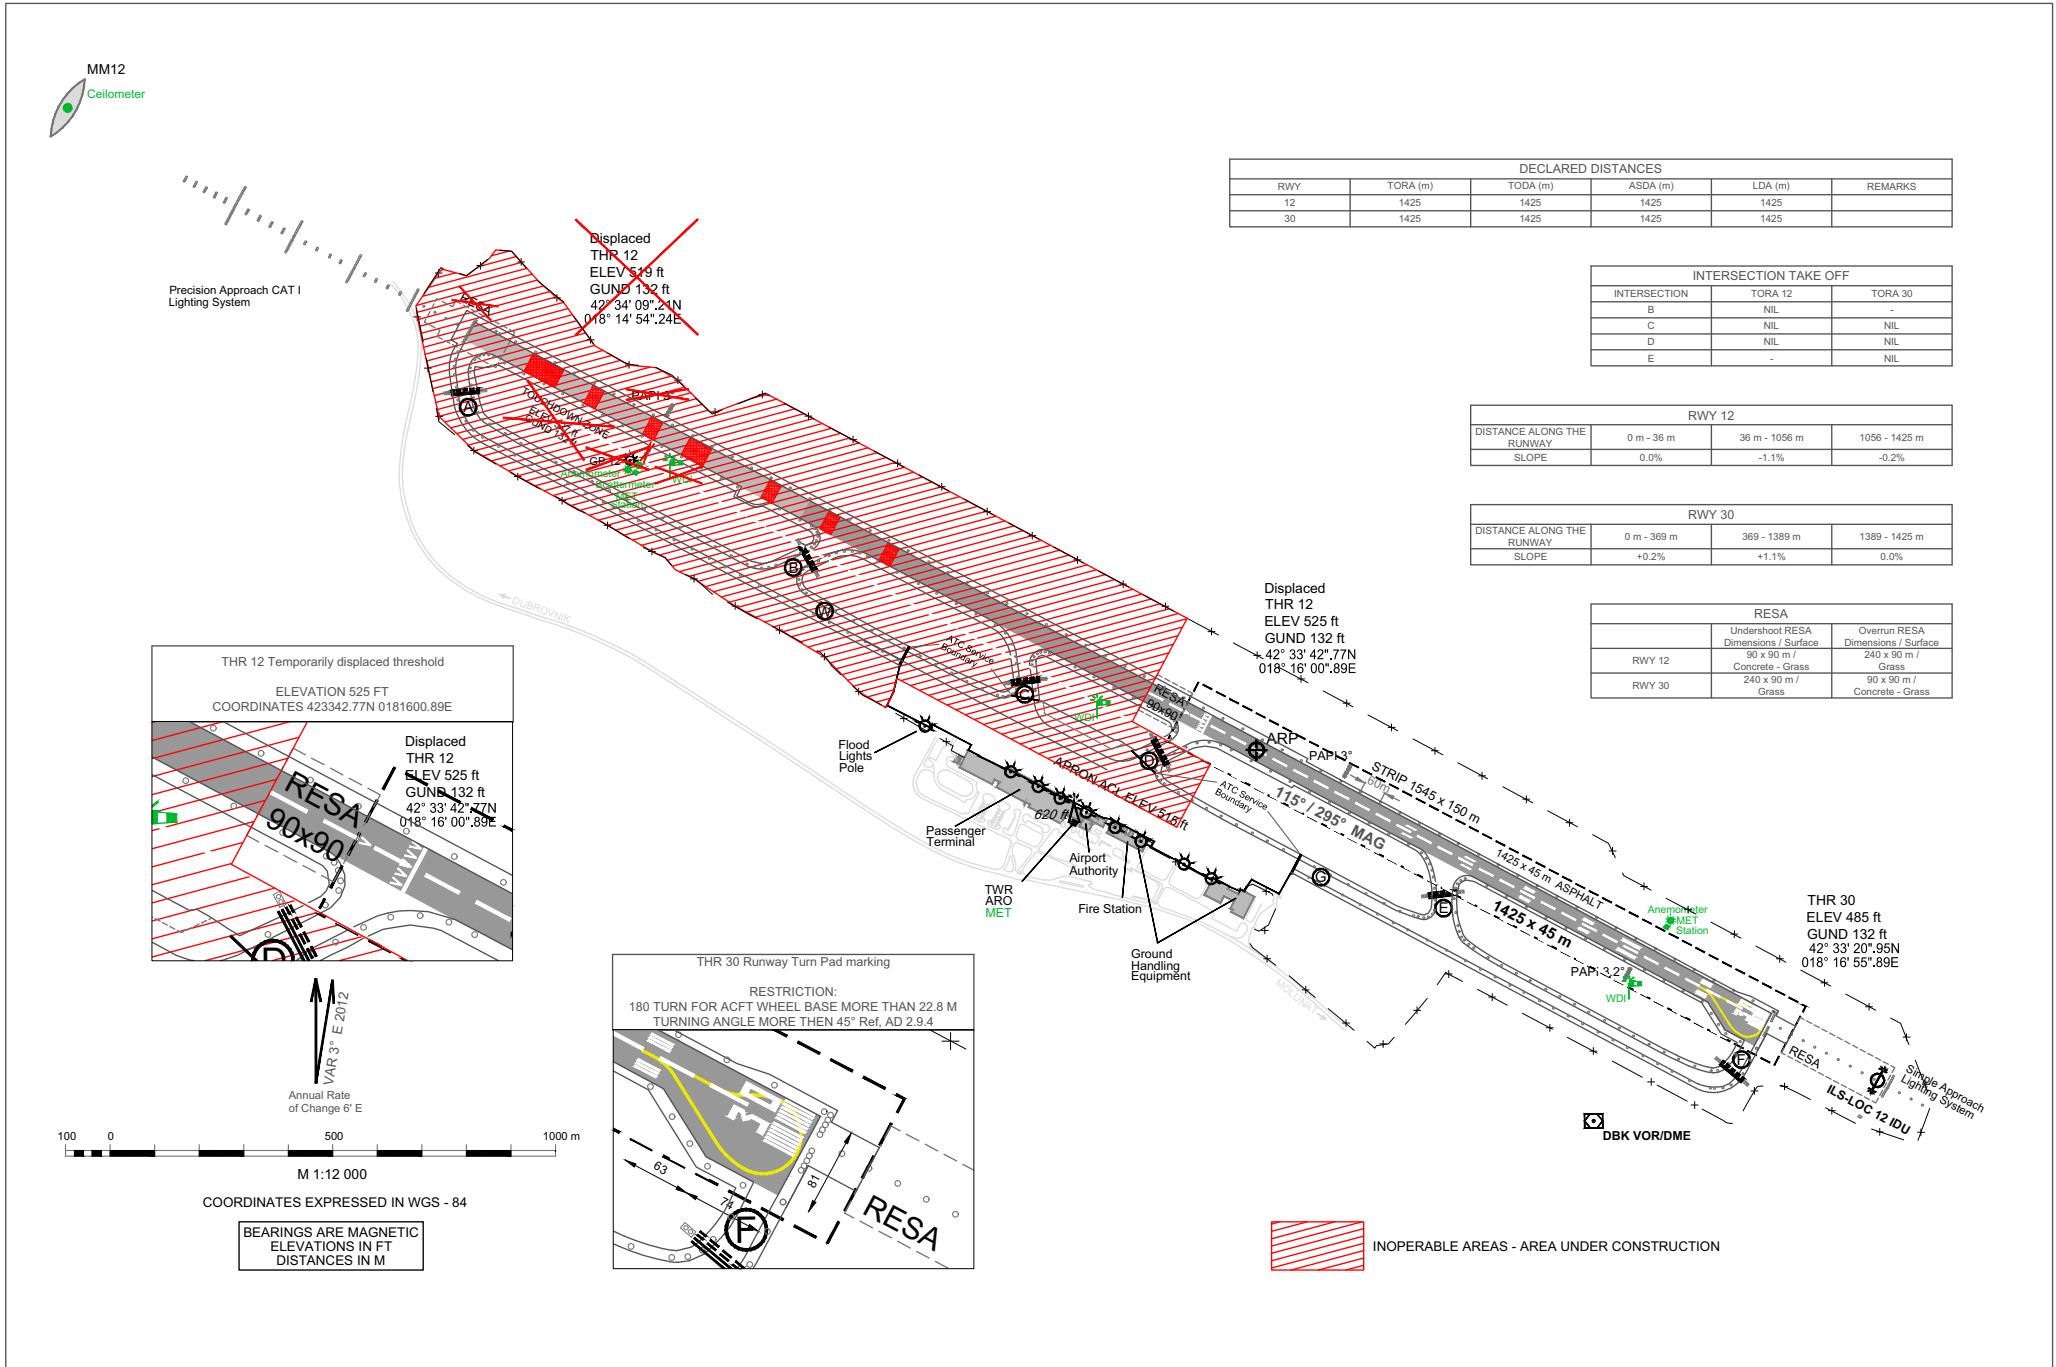 MM12
Ceilometer
Precision Approach CAT I
Lighting System
Displaced
THR 12
ELEV 519 ft
GUND 132 ft
42° 34' 09".21N
018° 14' 54".24E
DECLARED DISTANCES
RWY TORA (m) TODA (m) ASDA (m) LDA (m) REMARKS
12 1425 1425 1425 1425
30 1425 1425 1425 1425
INTERSECTION TAKE OFF
INTERSECTION TORA 12 TORA 30
B NIL -
C NIL NIL
D NIL NIL
E - NIL
RWY 12
DISTANCE ALONG THE RUNWAY 0 m - 36 m 36 m - 1056 m 1056 - 1425 m
SLOPE 0.0% -1.1% -0.2%
RWY 30
DISTANCE ALONG THE RUNWAY 0 m - 369 m 369 - 1389 m 1389 - 1425 m
SLOPE +0.2% +1.1% 0.0%
RESA
Undershoot RESA Dimensions / Surface Overrun RESA Dimensions / Surface
RWY 12 90 x 90 m / Concrete - Grass 240 x 90 m / Grass
RWY 30 240 x 90 m / Grass 90 x 90 m / Concrete - Grass
RESA
PAPI 3°
TOUCHDOWN ZONE
ELEV ft
GUND 132
GP 12
Anemometer
Scattermeter
MET
Station
WDI
A
B
W
C
D
DUBROVNIK
ATC Service
Boundary
WDI
RESA
90x90
Displaced
THR 12
ELEV 525 ft
GUND 132 ft
42° 33' 42".77N
018° 16' 00".89E
ARP
PAPI 3°
60m
STRIP 1545 x 150 m
1425 x 45 m ASPHALT
115° / 295° MAG
1425 x 45 m
ATC Service
Boundary
APRON ACL ELEV 515 ft
Flood
Lights
Pole
Passenger
Terminal
620 ft
TWR
ARO
MET
Airport
Authority
Fire Station
Ground
Handling
Equipment
G
E
MOLUNAT
Anemometer
MET
Station
PAPI 3.2°
WDI
THR 30
ELEV 485 ft
GUND 132 ft
42° 33' 20".95N
018° 16' 55".89E
F
RESA
Simple Approach
Lighting System
ILS-LOC 12 IDU
DBK VOR/DME
THR 12 Temporarily displaced threshold
ELEVATION 525 FT
COORDINATES 423342.77N 0181600.89E
Displaced
THR 12
ELEV 525 ft
GUND 132 ft
42° 33' 42".77N
018° 16' 00".89E
RESA
90x90
D
VAR 3° E 2012
Annual Rate
of Change 6' E
100 0 500 1000 m
M 1:12 000
COORDINATES EXPRESSED IN WGS - 84
BEARINGS ARE MAGNETIC
ELEVATIONS IN FT
DISTANCES IN M
THR 30 Runway Turn Pad marking
RESTRICTION:
180 TURN FOR ACFT WHEEL BASE MORE THAN 22.8 M
TURNING ANGLE MORE THEN 45° Ref, AD 2.9.4
63
74
81
F
RESA
INOPERABLE AREAS - AREA UNDER CONSTRUCTION